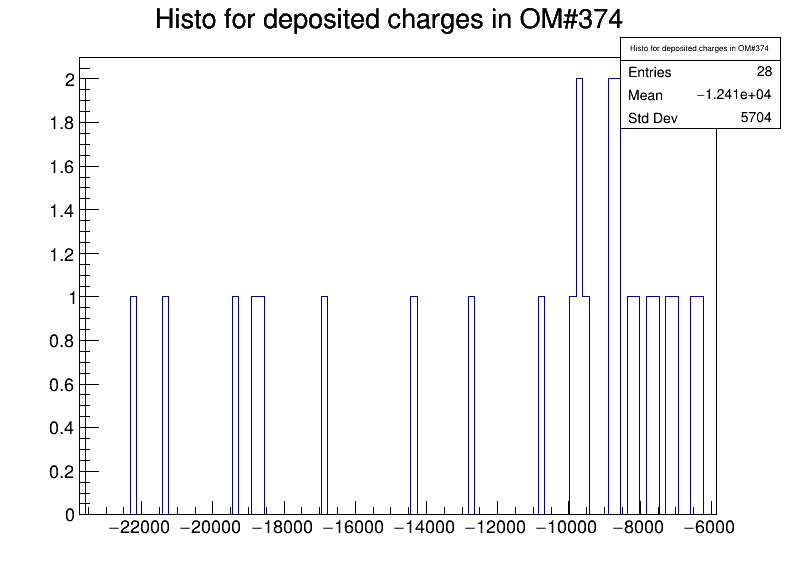 Histo for deposited charges in OM#374
Histo for deposited charges in OM#374
Entries 28
Mean −1.241e+04
Std Dev 5704
2
1.8
1.6
1.4
1.2
1
0.8
0.6
0.4
0.2
0
−22000 −20000 −18000 −16000 −14000 −12000 −10000 −8000 −6000